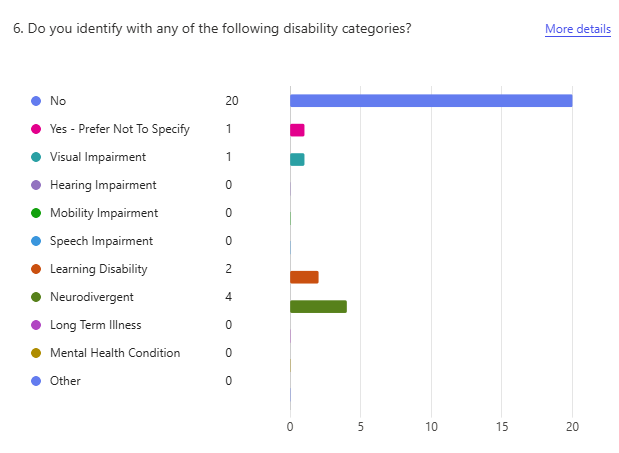 6. Do you identify with any of the following disability categories? More details
No 20
Yes - Prefer Not To Specify 1
Visual Impairment 1
Hearing Impairment 0
Mobility Impairment 0
Speech Impairment 0
Learning Disability 2
Neurodivergent 4
Long Term Illness 0
Mental Health Condition 0
Other 0
0 5 10 15 20